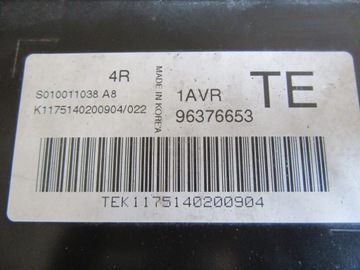 4R
MADE IN KOREA
TE
S010011038 A8
1AVR
K1175140200904/022
96376653
TEK1175140200904